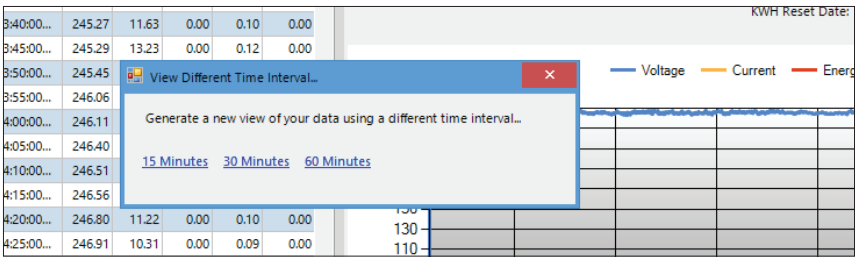 KWH Reset Date:
3:40:00... 245.27 11.63 0.00 0.10 0.00
3:45:00... 245.29 13.23 0.00 0.12 0.00
3:50:00... 245.45
3:55:00... 246.06
4:00:00... 246.11
4:05:00... 246.40
4:10:00... 246.51
4:15:00... 246.56
4:20:00... 246.80 11.22 0.00 0.10 0.00
4:25:00... 246.91 10.31 0.00 0.09 0.00
View Different Time Interval...
Generate a new view of your data using a different time interval...
15 Minutes 30 Minutes 60 Minutes
Voltage Current Energ
130
110